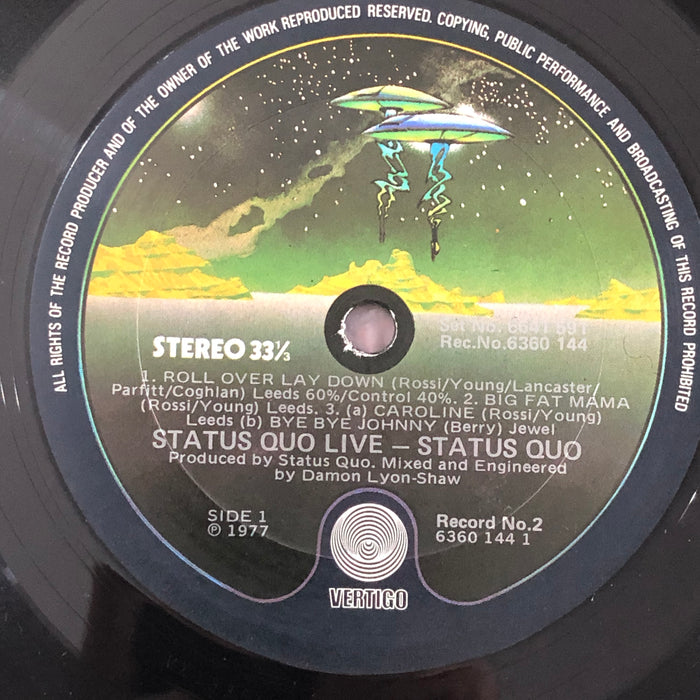 ALL RIGHTS OF THE RECORD PRODUCER AND OF THE OWNER OF THE WORK REPRODUCED RESERVED. COPYING, PUBLIC PERFORMANCE AND BROADCASTING OF THIS RECORD PROHIBITED
Set No. 6641 591
STEREO 33⅓
Rec.No.6360 144
1. ROLL OVER LAY DOWN (Rossi/Young/Lancaster/
Parfitt/Coghlan) Leeds 60%/Control 40%. 2. BIG FAT MAMA
(Rossi/Young) Leeds. 3. (a) CAROLINE (Rossi/Young)
Leeds (b) BYE BYE JOHNNY (Berry) Jewel
STATUS QUO LIVE – STATUS QUO
Produced by Status Quo. Mixed and Engineered
by Damon Lyon-Shaw
SIDE 1
℗ 1977
Record No.2
6360 144 1
VERTIGO